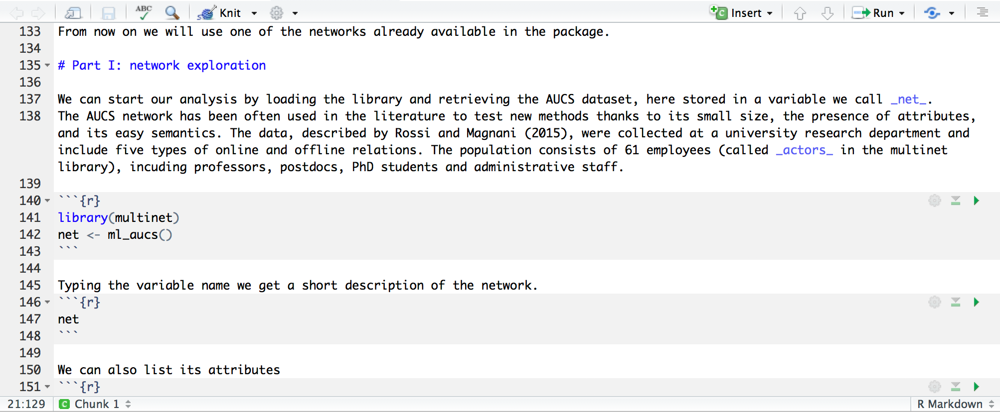 ABC Knit Insert Run
133 From now on we will use one of the networks already available in the package.
134
135 # Part I: network exploration
136
137 We can start our analysis by loading the library and retrieving the AUCS dataset, here stored in a variable we call _net_.
138 The AUCS network has been often used in the literature to test new methods thanks to its small size, the presence of attributes,
and its easy semantics. The data, described by Rossi and Magnani (2015), were collected at a university research department and
include five types of online and offline relations. The population consists of 61 employees (called _actors_ in the multinet
library), incuding professors, postdocs, PhD students and administrative staff.
139
140 ```{r}
141 library(multinet)
142 net <- ml_aucs()
143 ```
144
145 Typing the variable name we get a short description of the network.
146 ```{r}
147 net
148 ```
149
150 We can also list its attributes
151 ```{r}
21:129 C Chunk 1 R Markdown